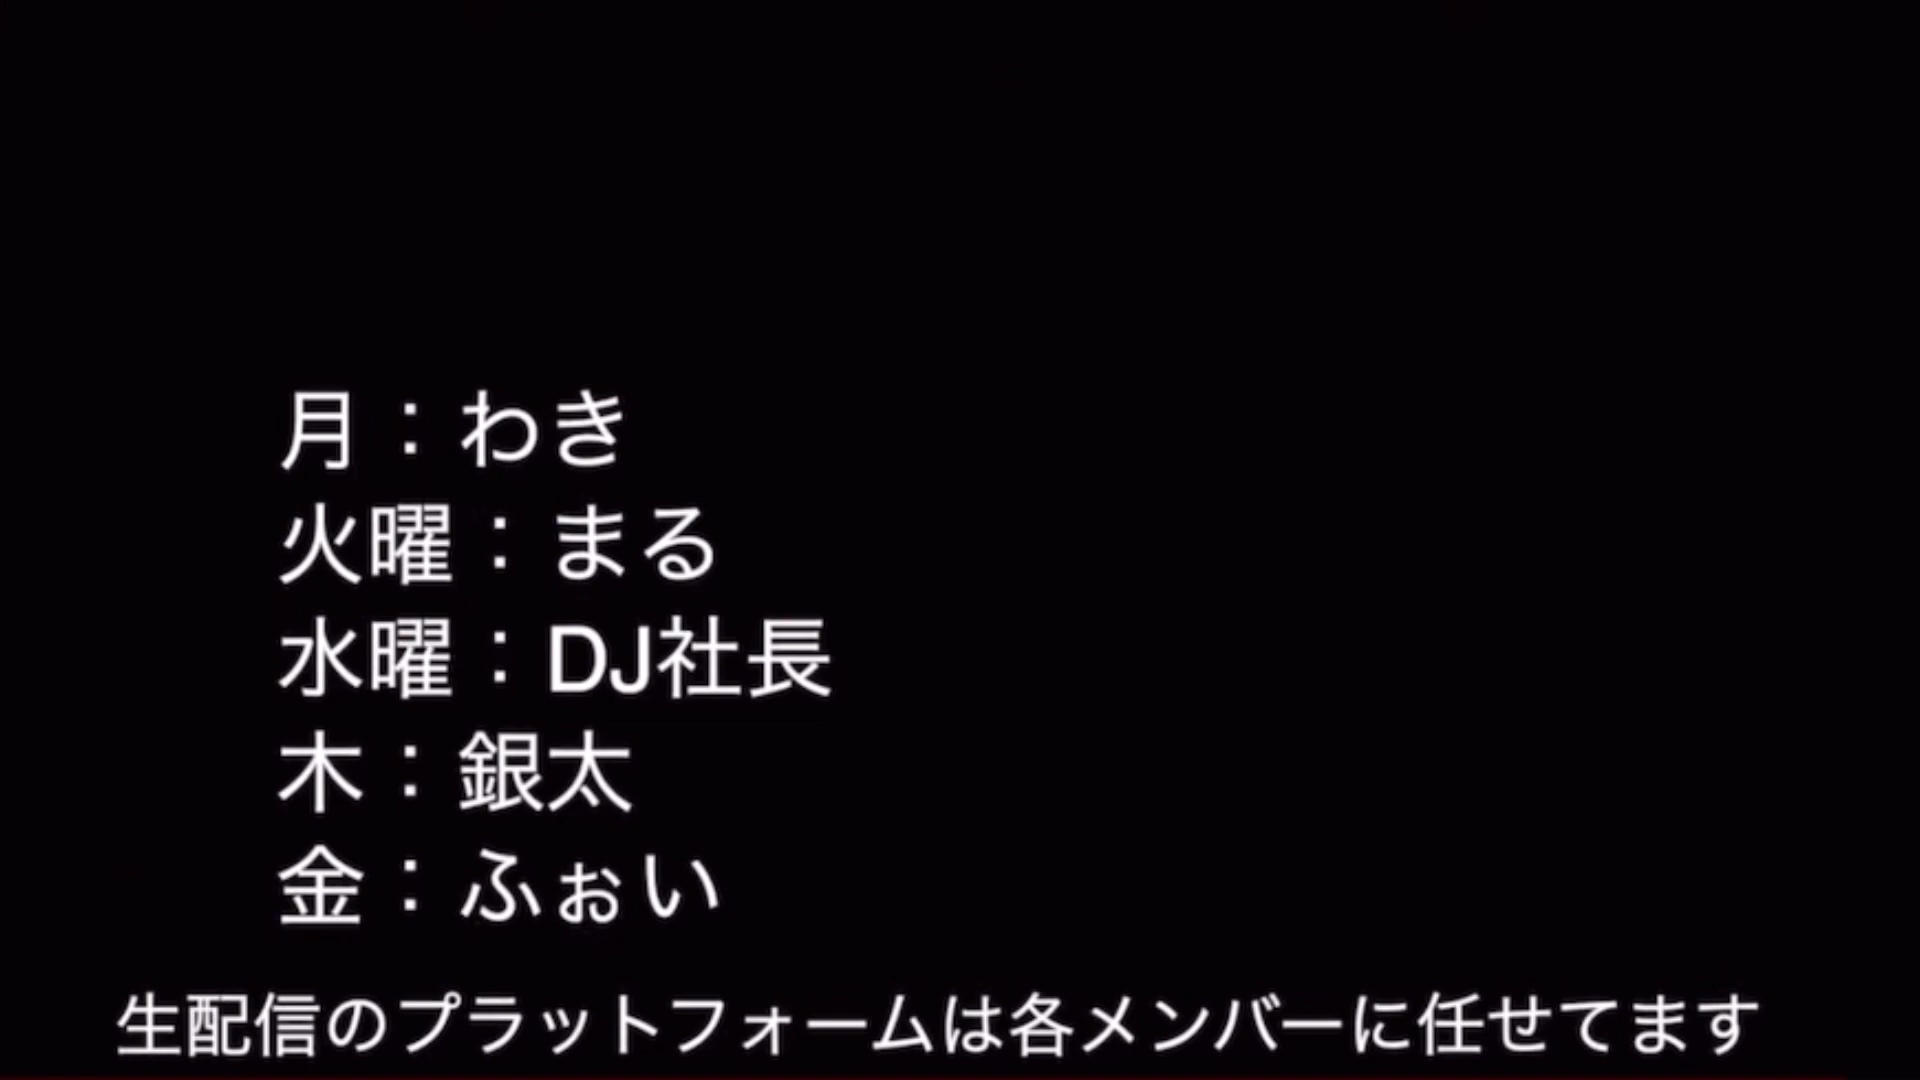 月：わき
火曜：まる
水曜：DJ社長
木：銀太
金：ふぉい
生配信のプラットフォームは各メンバーに任せてます